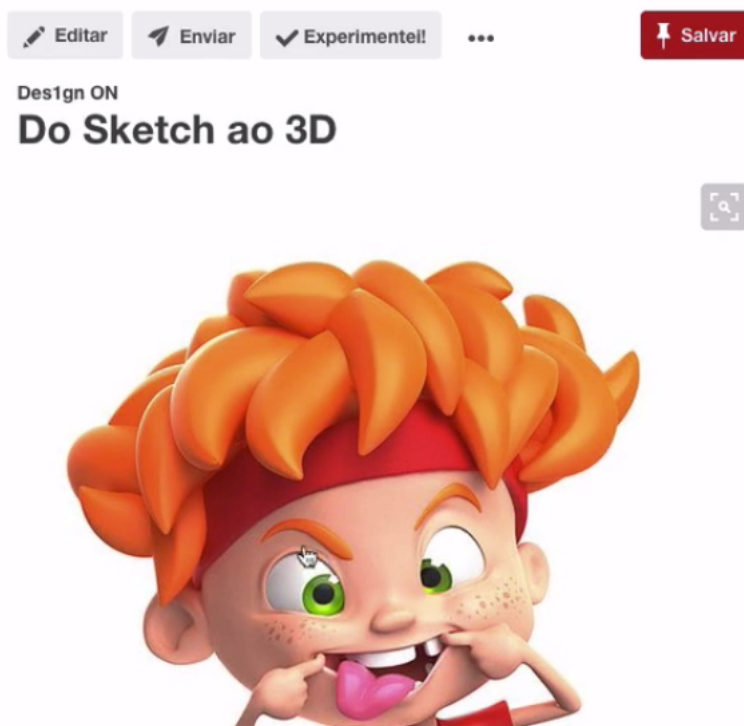 Editar
Enviar
Experimentei!
Salvar
Des1gn ON
Do Sketch ao 3D